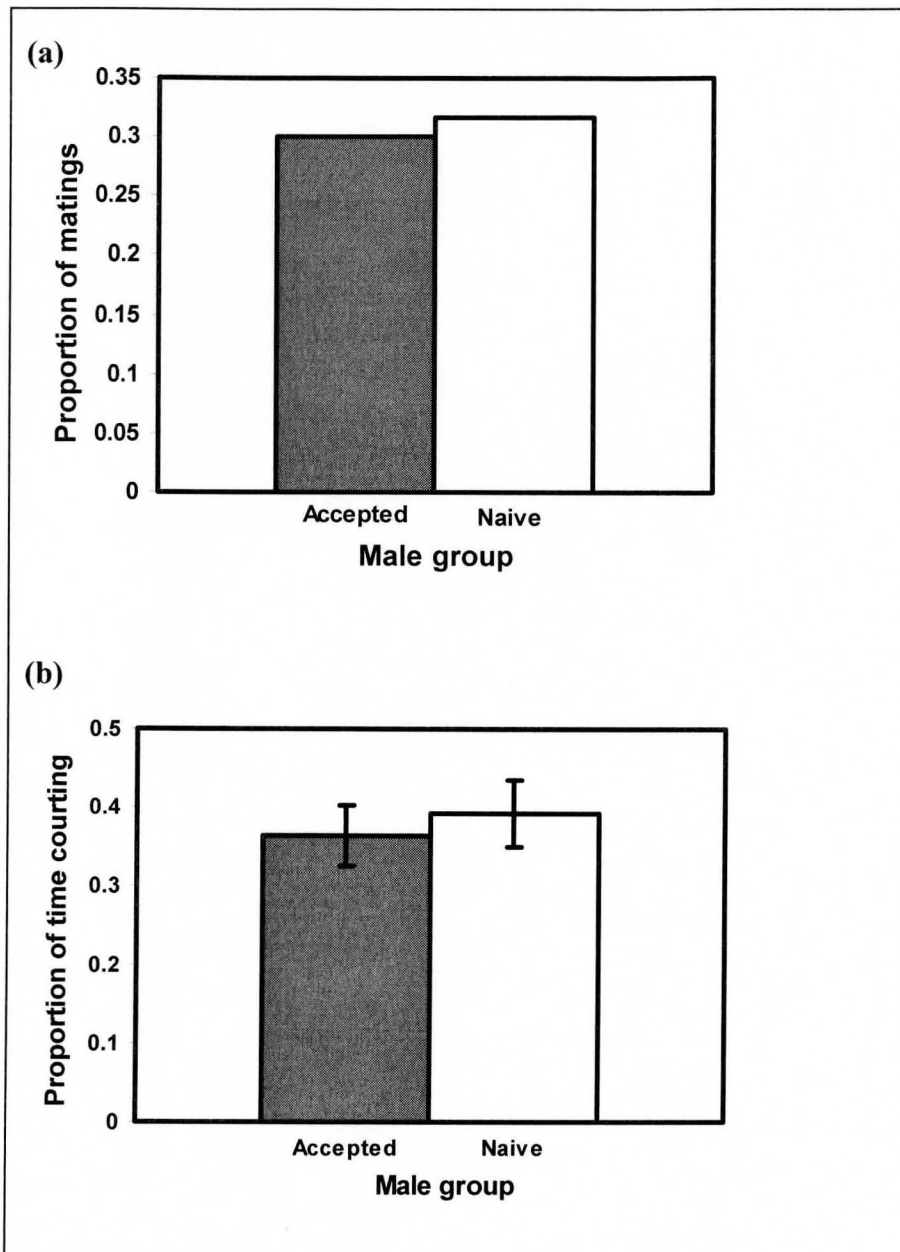 (a)
0.35
0.3
0.25
0.2
0.15
0.1
0.05
0
Proportion of matings
Accepted Naive
Male group
(b)
0.5
0.4
0.3
0.2
0.1
0
Proportion of time courting
Accepted Naive
Male group